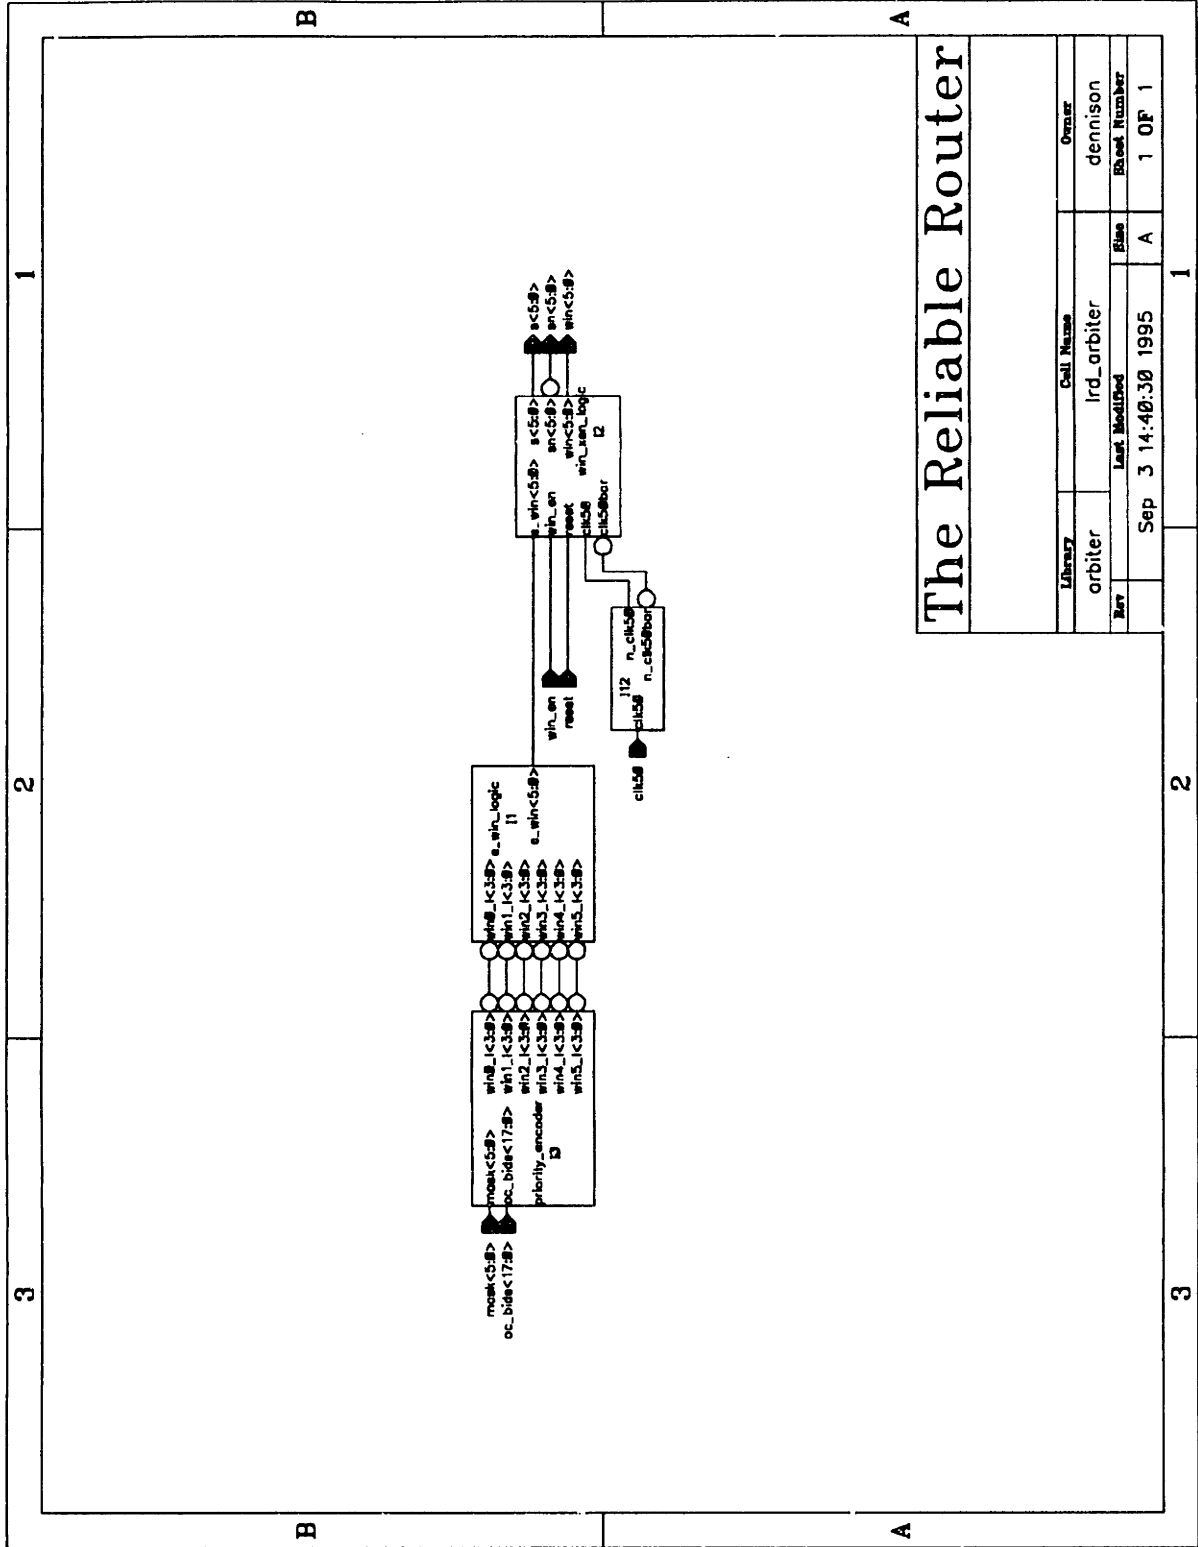 3 2 1
B
B
mask<5:0>
oc_bids<17:0>
mask<5:0>
oc_bids<17:0>
priority_encoder
I3
win0_l<3:0>
win1_l<3:0>
win2_l<3:0>
win3_l<3:0>
win4_l<3:0>
win5_l<3:0>
win0_l<3:0>
win1_l<3:0>
win2_l<3:0>
win3_l<3:0>
win4_l<3:0>
win5_l<3:0>
e_win_logic
I1
e_win<5:0>
win_en
reset
clk50
clk50
I12
n_clk50
n_clk50bar
e_win<5:0>
win_en
reset
clk50
clk50bar
s<5:0>
sn<5:0>
win<5:0>
win_xen_logic
I2
s<5:0>
sn<5:0>
win<5:0>
A
A
The Reliable Router
Library Cell Name Owner
arbiter lrd_arbiter dennison
Rev Last Modified Size Sheet Number
Sep 3 14:40:30 1995 A 1 OF 1
3 2 1